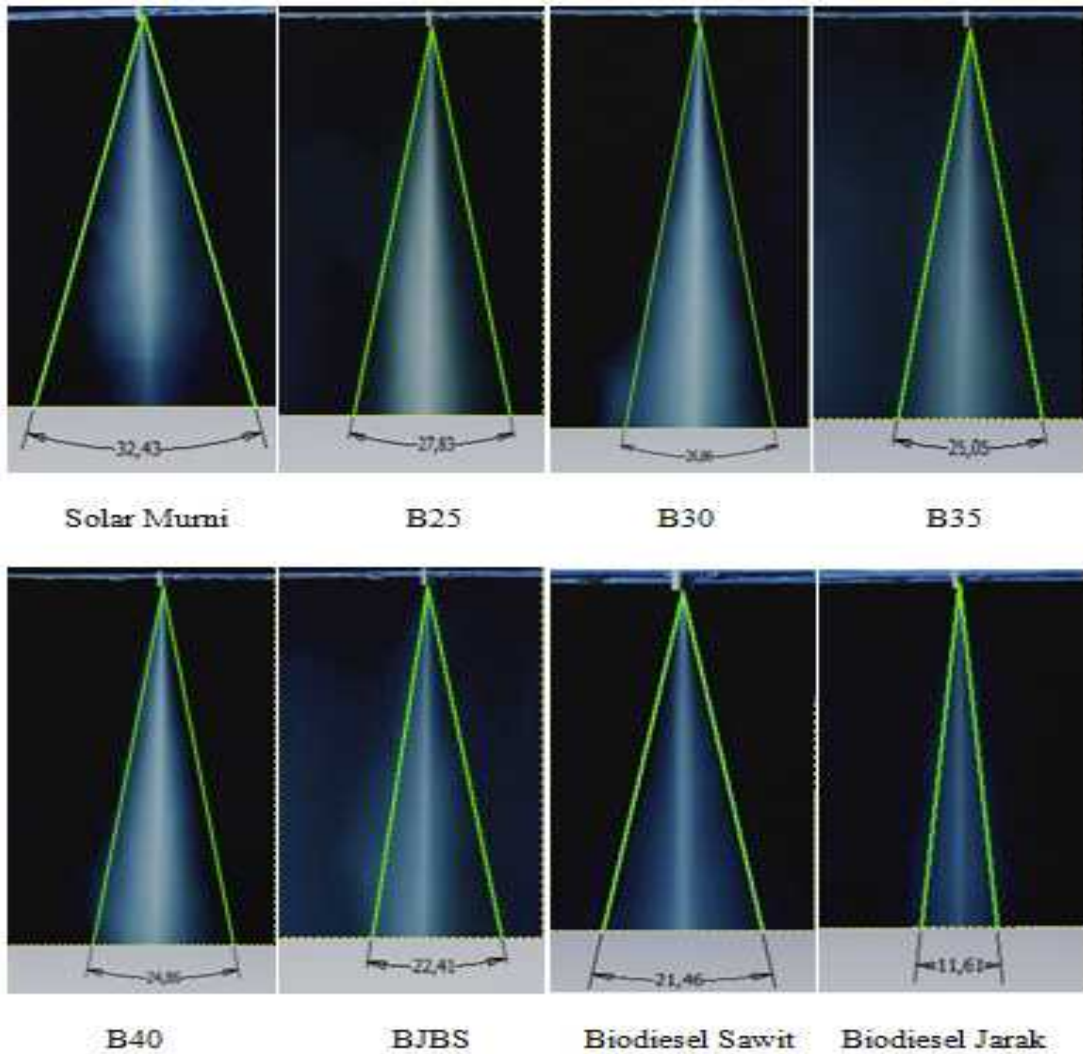 32,43 27,83 25,05
Solar Murni B25 B30 B35
24,86 22,41 21,46 11,61
B40 BJBS Biodiesel Sawit Biodiesel Jarak